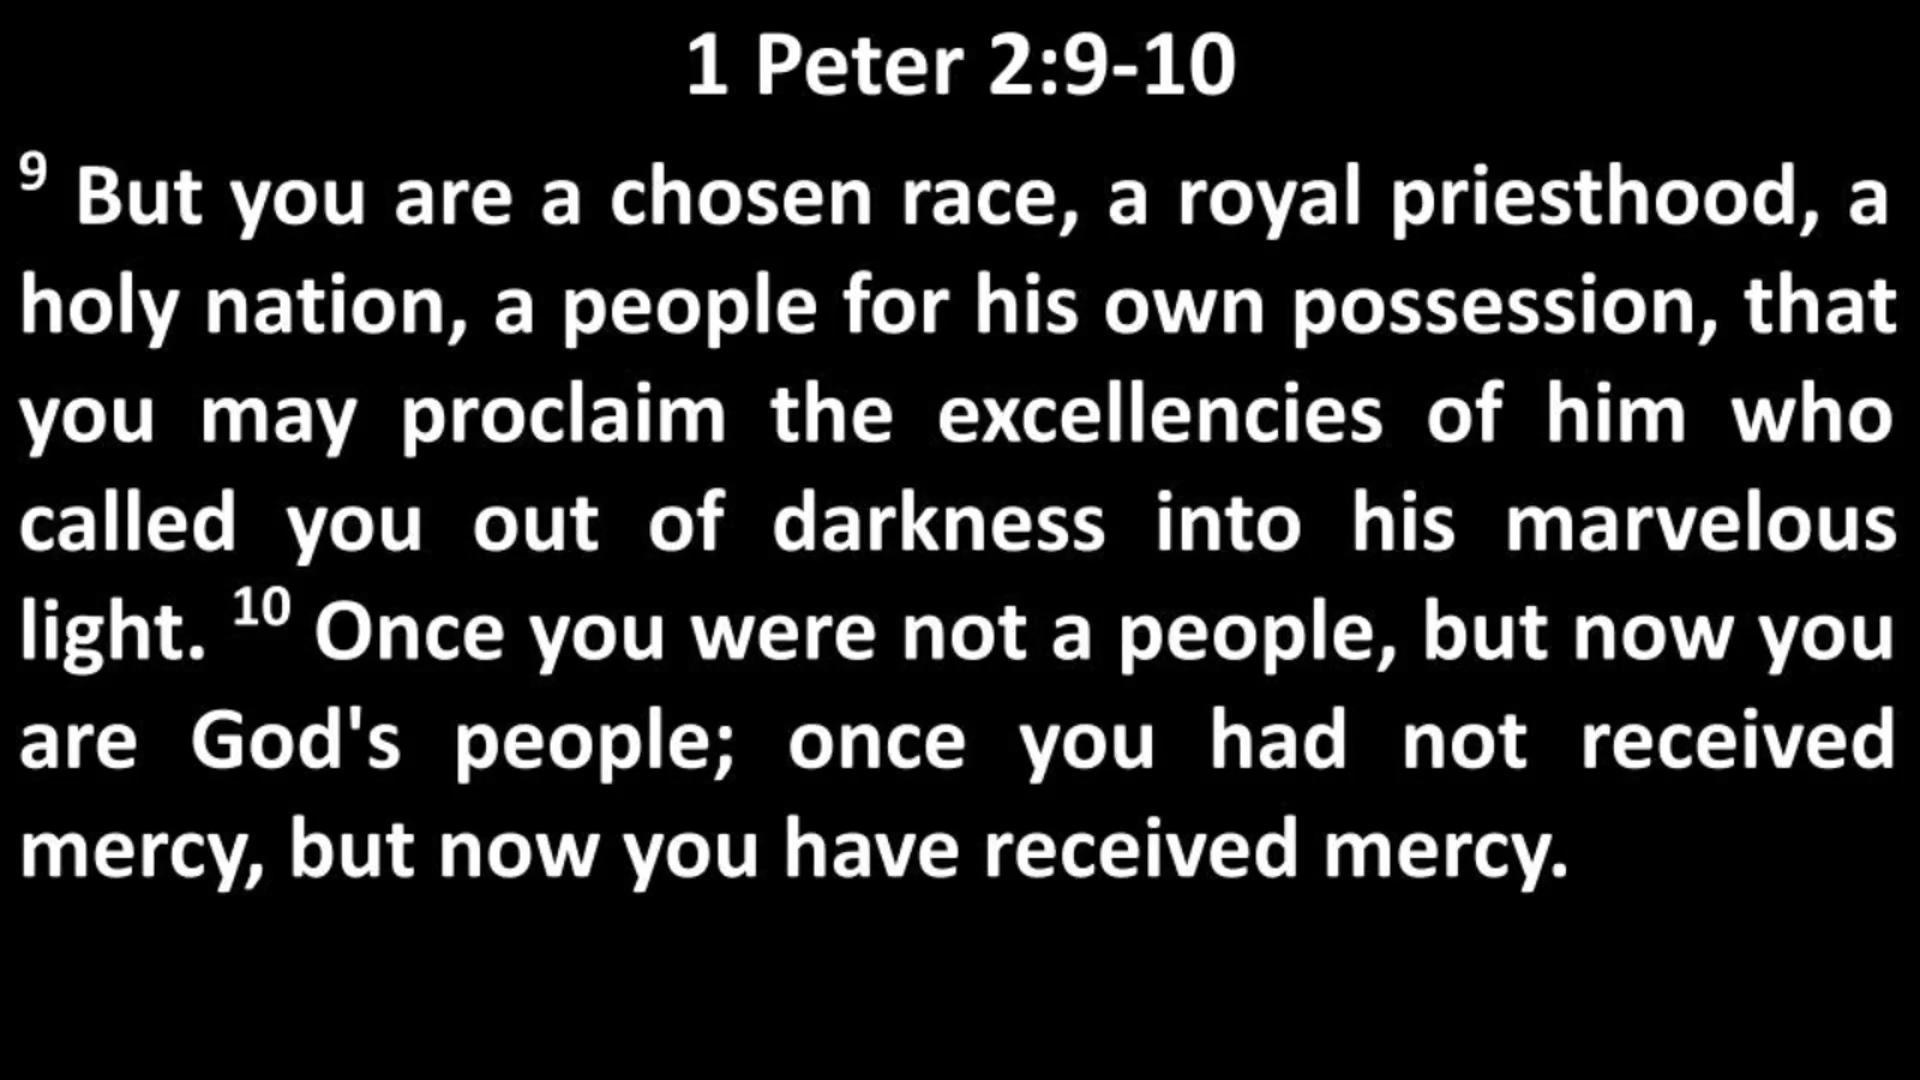 1 Peter 2:9-10
9 But you are a chosen race, a royal priesthood, a
holy nation, a people for his own possession, that
you may proclaim the excellencies of him who
called you out of darkness into his marvelous
light. 10 Once you were not a people, but now you
are God's people; once you had not received
mercy, but now you have received mercy.